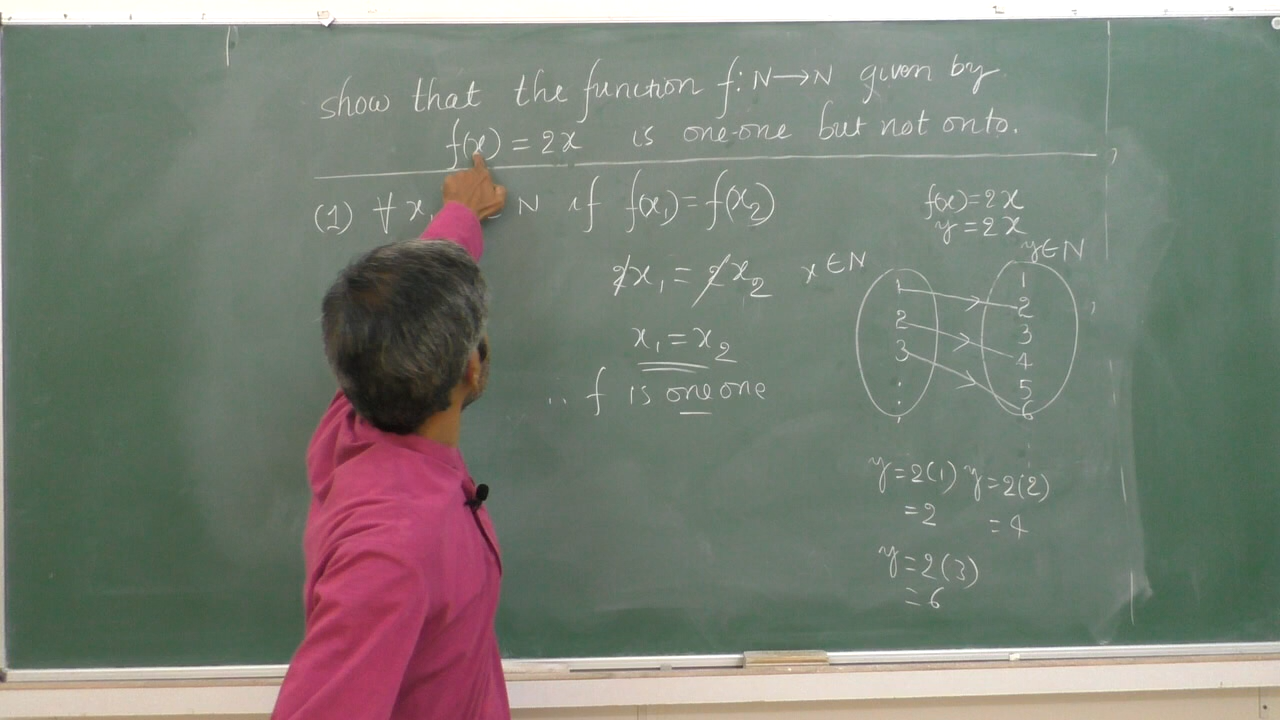 show that the function f: N→N given by
f(x) = 2x is one-one but not onto.
(1) ∀ x₁ N if f(x₁) = f(x₂)
2x₁ = 2x₂
x₁ = x₂
∴ f is one one
f(x) = 2x
y = 2x
x ∈ N y ∈ N
1 1
2 2
3 3
4
5
6
y = 2(1) y = 2(2)
= 2 = 4
y = 2(3)
= 6